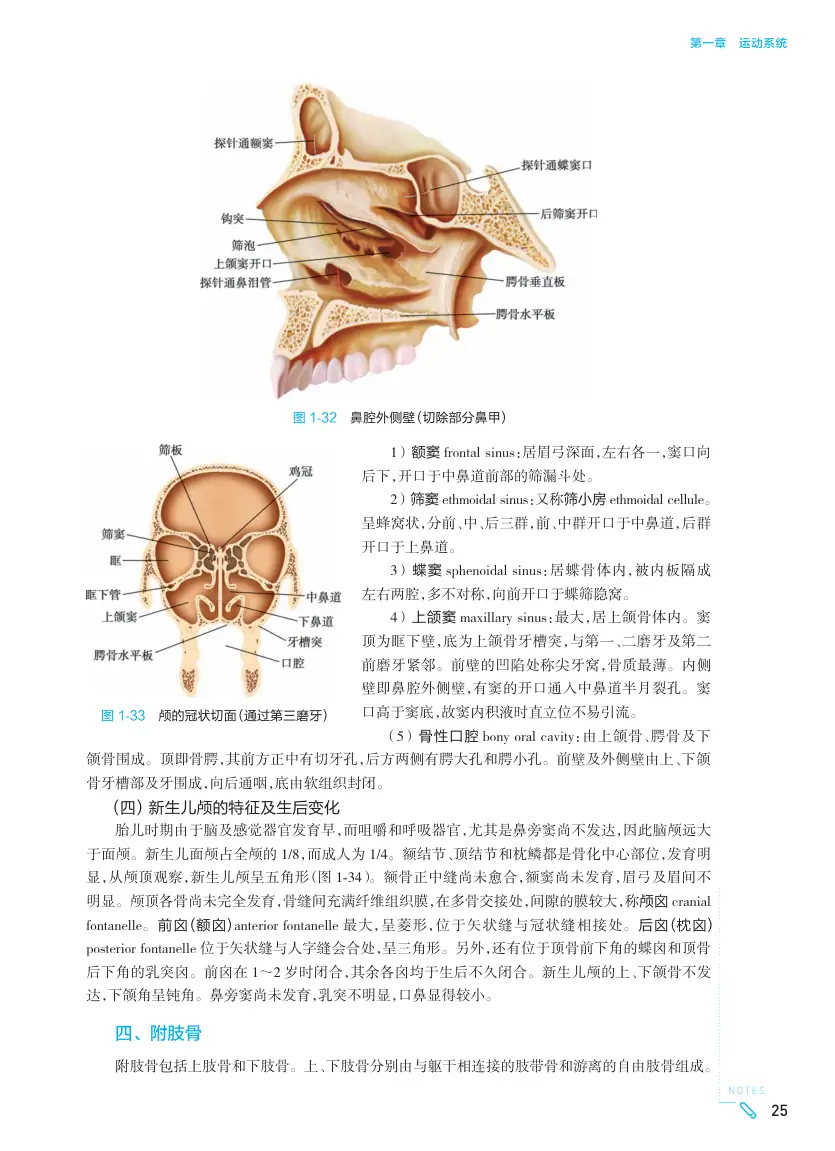 第一章 运动系统
探针通额窦
探针通蝶窦口
后筛窦开口
钩突
筛泡
上颌窦开口
探针通鼻泪管
腭骨垂直板
腭骨水平板
图 1-32 鼻腔外侧壁(切除部分鼻甲)
筛板
鸡冠
筛窦
眶
眶下管
上颌窦
腭骨水平板
中鼻道
下鼻道
牙槽突
口腔
图 1-33 颅的冠状切面(通过第三磨牙)
1)额窦 frontal sinus:居眉弓深面,左右各一,窦口向
后下,开口于中鼻道前部的筛漏斗处。
2)筛窦 ethmoidal sinus:又称筛小房 ethmoidal cellule。
呈蜂窝状,分前、中、后三群,前、中群开口于中鼻道,后群
开口于上鼻道。
3)蝶窦 sphenoidal sinus:居蝶骨体内,被内板隔成
左右两腔,多不对称,向前开口于蝶筛隐窝。
4)上颌窦 maxillary sinus:最大,居上颌骨体内。窦
顶为眶下壁,底为上颌骨牙槽突,与第一、二磨牙及第二
前磨牙紧邻。前壁的凹陷处称尖牙窝,骨质最薄。内侧
壁即鼻腔外侧壁,有窦的开口通入中鼻道半月裂孔。窦
口高于窦底,故窦内积液时直立位不易引流。
(5)骨性口腔 bony oral cavity:由上颌骨、腭骨及下
颌骨围成。顶即骨腭,其前方正中有切牙孔,后方两侧有腭大孔和腭小孔。前壁及外侧壁由上、下颌
骨牙槽部及牙围成,向后通咽,底由软组织封闭。
(四)新生儿颅的特征及生后变化
胎儿时期由于脑及感觉器官发育早,而咀嚼和呼吸器官,尤其是鼻旁窦尚不发达,因此脑颅远大
于面颅。新生儿面颅占全颅的 1/8,而成人为 1/4。额结节、顶结节和枕鳞都是骨化中心部位,发育明
显,从颅顶观察,新生儿颅呈五角形(图 1-34)。额骨正中缝尚未愈合,额窦尚未发育,眉弓及眉间不
明显。颅顶各骨尚未完全发育,骨缝间充满纤维组织膜,在多骨交接处,间隙的膜较大,称颅囟 cranial
fontanelle。前囟(额囟)anterior fontanelle 最大,呈菱形,位于矢状缝与冠状缝相接处。后囟(枕囟)
posterior fontanelle 位于矢状缝与人字缝会合处,呈三角形。另外,还有位于顶骨前下角的蝶囟和顶骨
后下角的乳突囟。前囟在 1~2 岁时闭合,其余各囟均于生后不久闭合。新生儿颅的上、下颌骨不发
达,下颌角呈钝角。鼻旁窦尚未发育,乳突不明显,口鼻显得较小。
四、附肢骨
附肢骨包括上肢骨和下肢骨。上、下肢骨分别由与躯干相连接的肢带骨和游离的自由肢骨组成。
NOTES
25